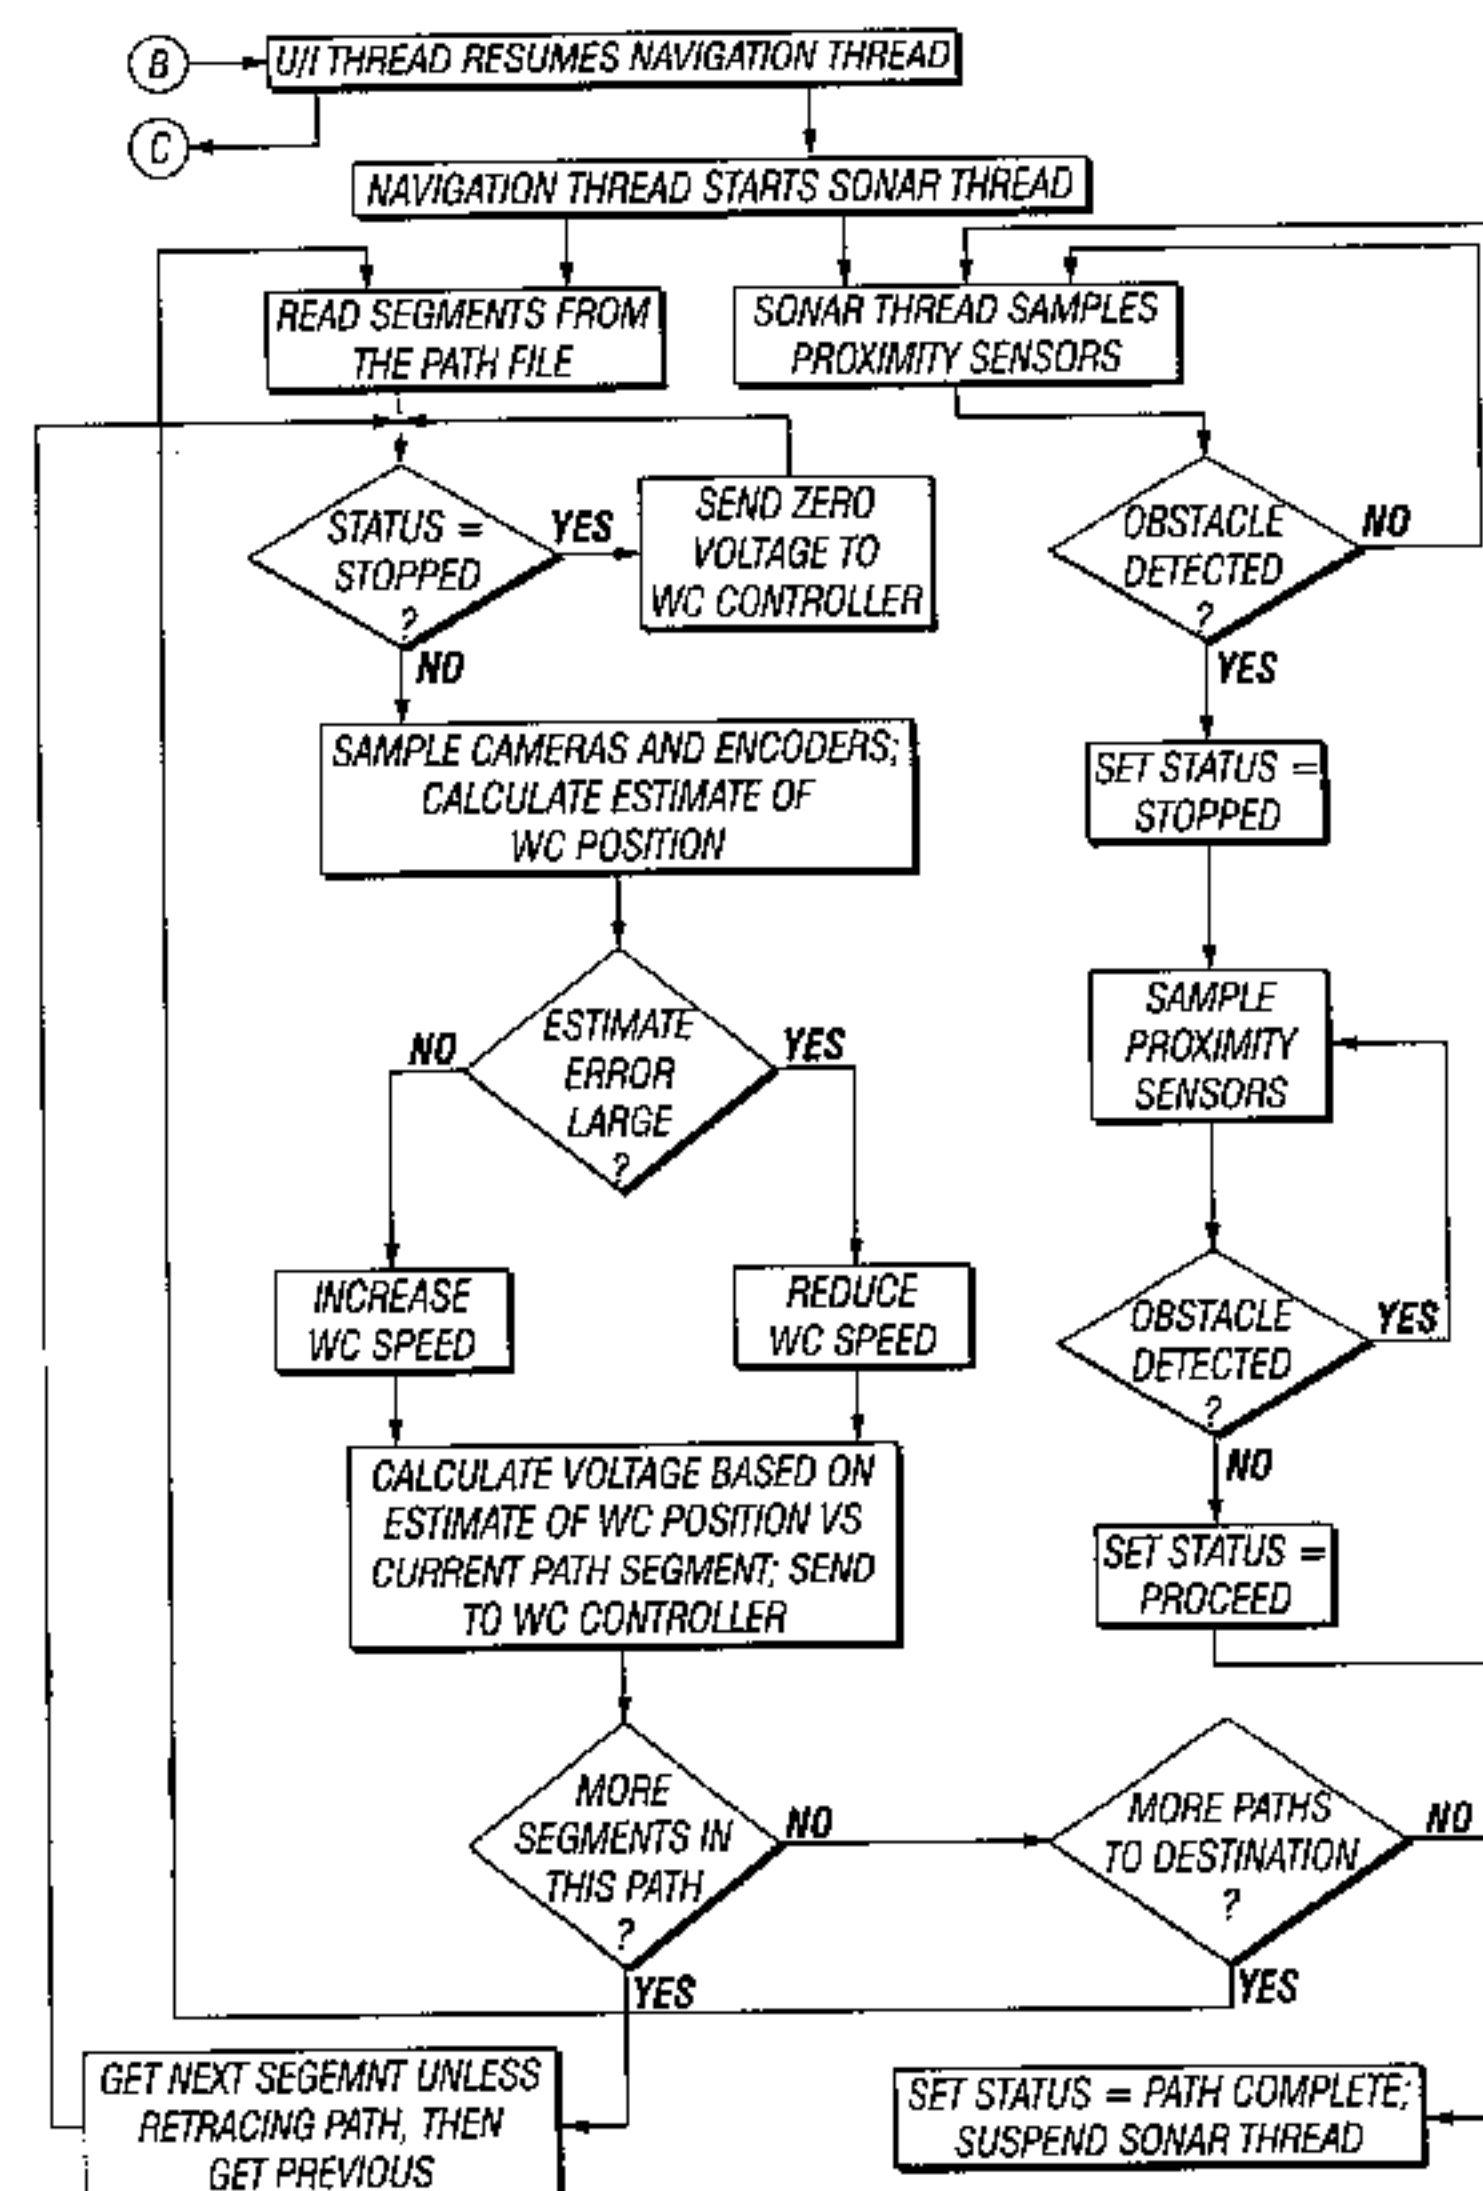 B
U/I THREAD RESUMES NAVIGATION THREAD
C
NAVIGATION THREAD STARTS SONAR THREAD
READ SEGMENTS FROM
THE PATH FILE
SONAR THREAD SAMPLES
PROXIMITY SENSORS
STATUS =
STOPPED
?
YES
NO
SEND ZERO
VOLTAGE TO
WC CONTROLLER
OBSTACLE
DETECTED
?
NO
YES
SET STATUS =
STOPPED
SAMPLE CAMERAS AND ENCODERS;
CALCULATE ESTIMATE OF
WC POSITION
SAMPLE
PROXIMITY
SENSORS
ESTIMATE
ERROR
LARGE
?
NO
YES
INCREASE
WC SPEED
REDUCE
WC SPEED
OBSTACLE
DETECTED
?
YES
NO
CALCULATE VOLTAGE BASED ON
ESTIMATE OF WC POSITION VS
CURRENT PATH SEGMENT; SEND
TO WC CONTROLLER
SET STATUS =
PROCEED
MORE
SEGMENTS IN
THIS PATH
?
NO
YES
MORE PATHS
TO DESTINATION
?
NO
YES
GET NEXT SEGEMNT UNLESS
RETRACING PATH, THEN
GET PREVIOUS
SET STATUS = PATH COMPLETE;
SUSPEND SONAR THREAD